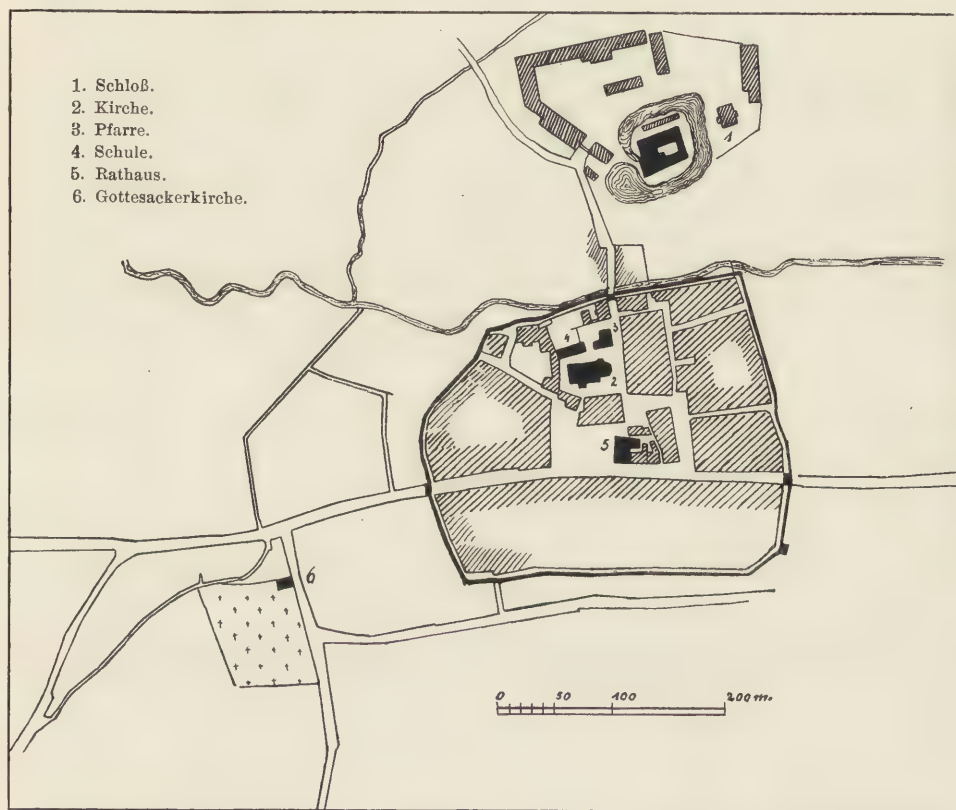 1. Schloß.
2. Kirche.
3. Pfarre.
4. Schule.
5. Rathaus.
6. Gottesackerkirche.
1
3
4
2
5
6
0 50 100 200 m.